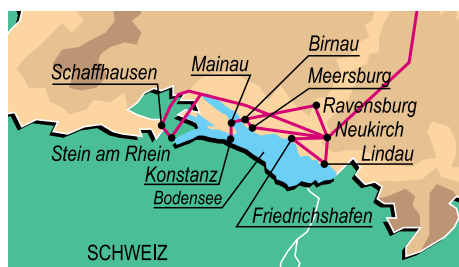 Birnau
Mainau
Schaffhausen
Meersburg
Ravensburg
Neukirch
Stein am Rhein
Lindau
Konstanz
Bodensee
Friedrichshafen
SCHWEIZ